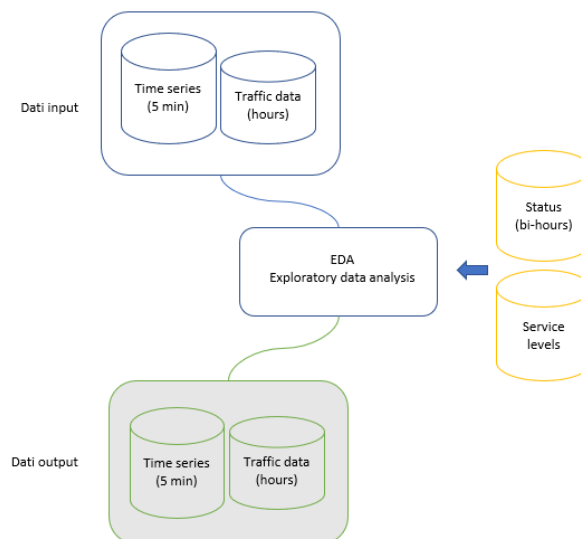 Time series
(5 min)
Traffic data
(hours)
Dati input
Status
(bi-hours)
EDA
Exploratory data analysis
Service
levels
Time series
(5 min)
Traffic data
(hours)
Dati output